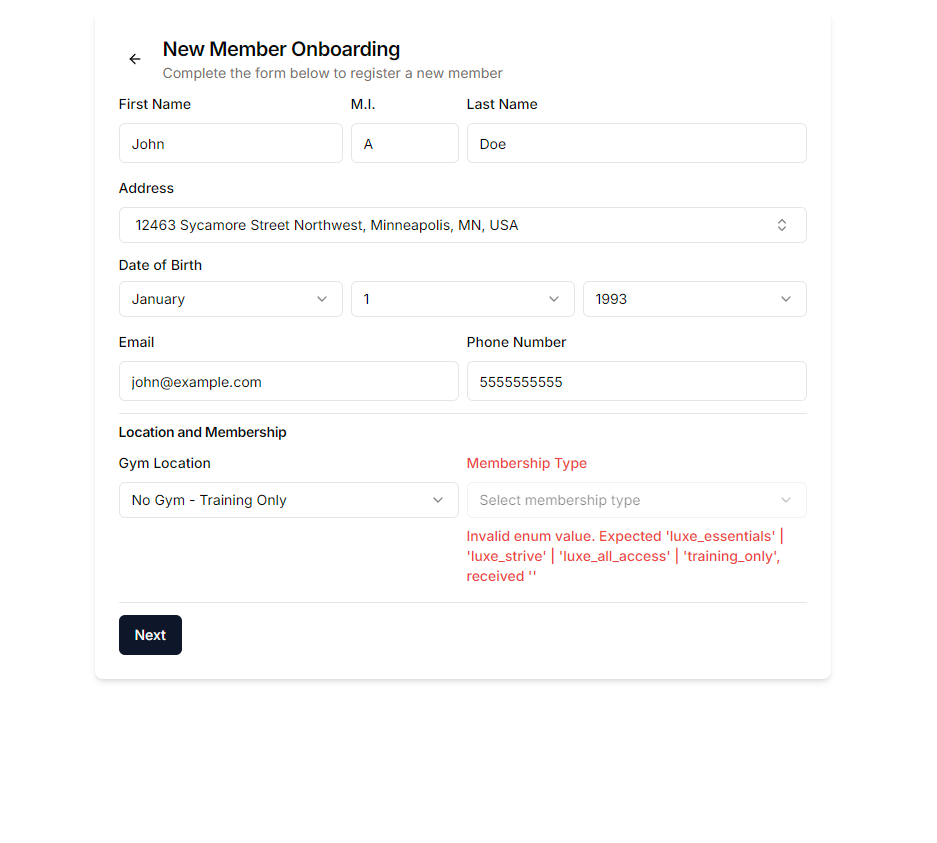 New Member Onboarding
Complete the form below to register a new member
First Name M.I. Last Name
John A Doe
Address
12463 Sycamore Street Northwest, Minneapolis, MN, USA
Date of Birth
January 1 1993
Email Phone Number
john@example.com 5555555555
Location and Membership
Gym Location Membership Type
No Gym - Training Only Select membership type
Invalid enum value. Expected 'luxe_essentials' |
'luxe_strive' | 'luxe_all_access' | 'training_only',
received ''
Next